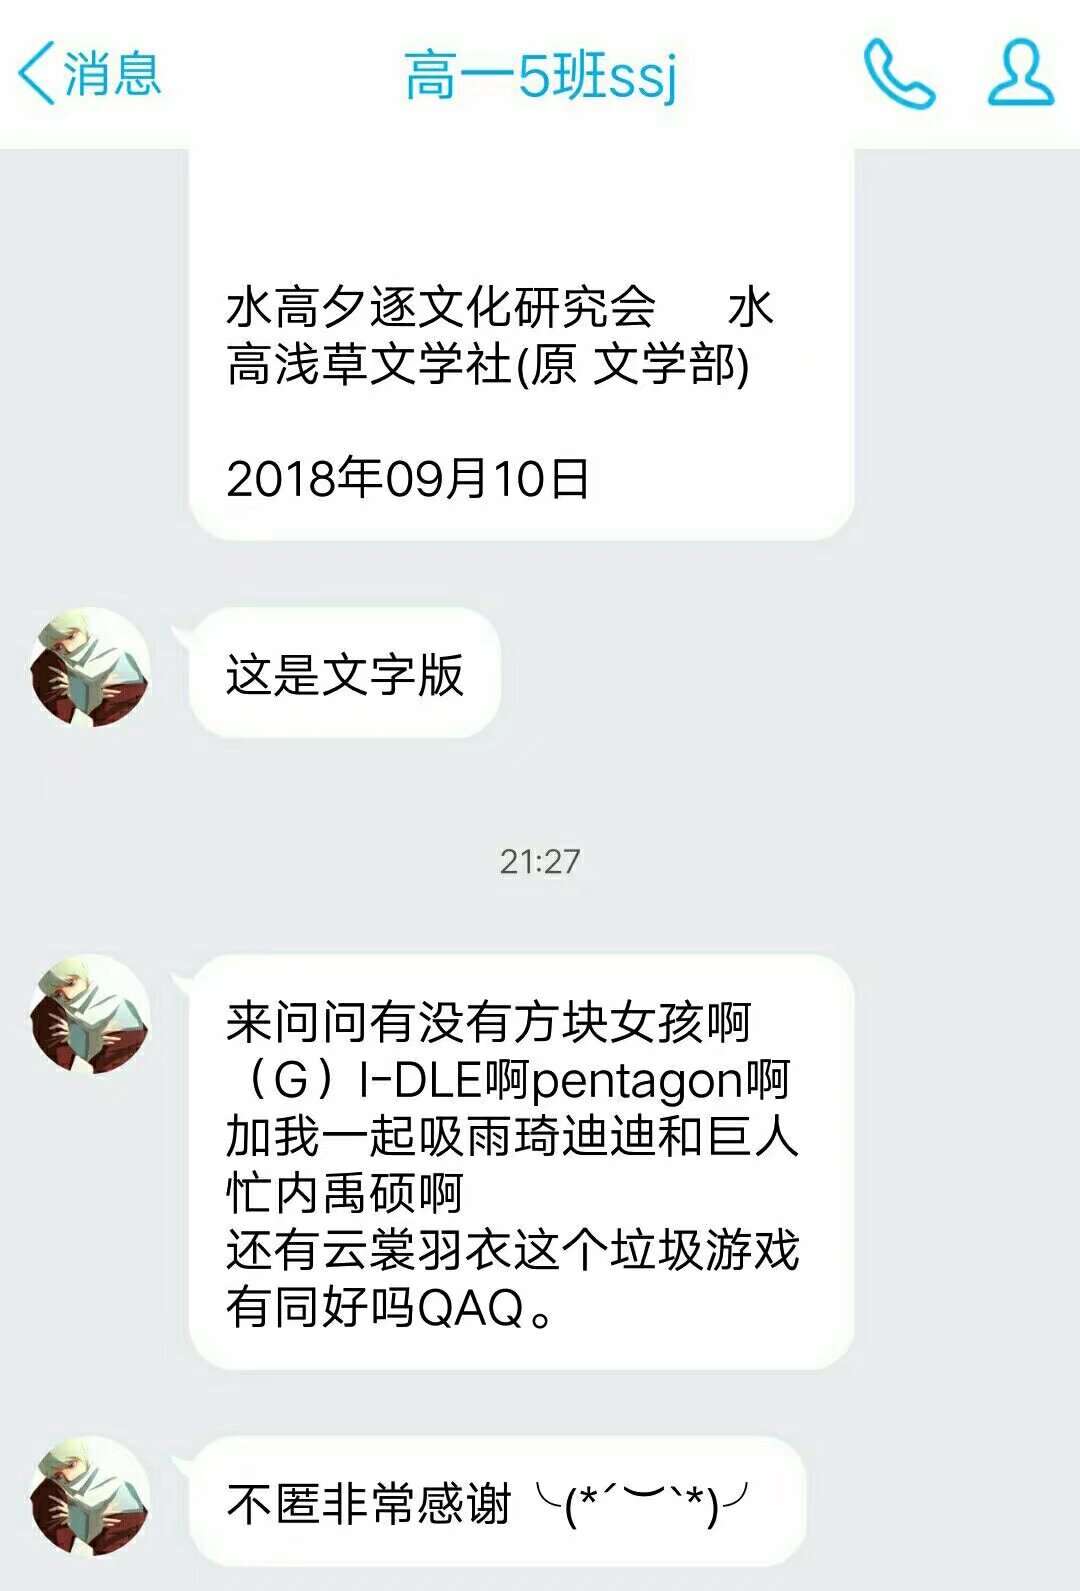 消息
高一5班ssj
水高夕逐文化研究会 水
高浅草文学社(原 文学部)
2018年09月10日
这是文字版
21:27
来问问有没有方块女孩啊
（G）I-DLE啊pentagon啊
加我一起吸雨琦迪迪和巨人
忙内禹硕啊
还有云裳羽衣这个垃圾游戏
有同好吗QAQ。
不匿非常感谢╰(*´︶`*)╯